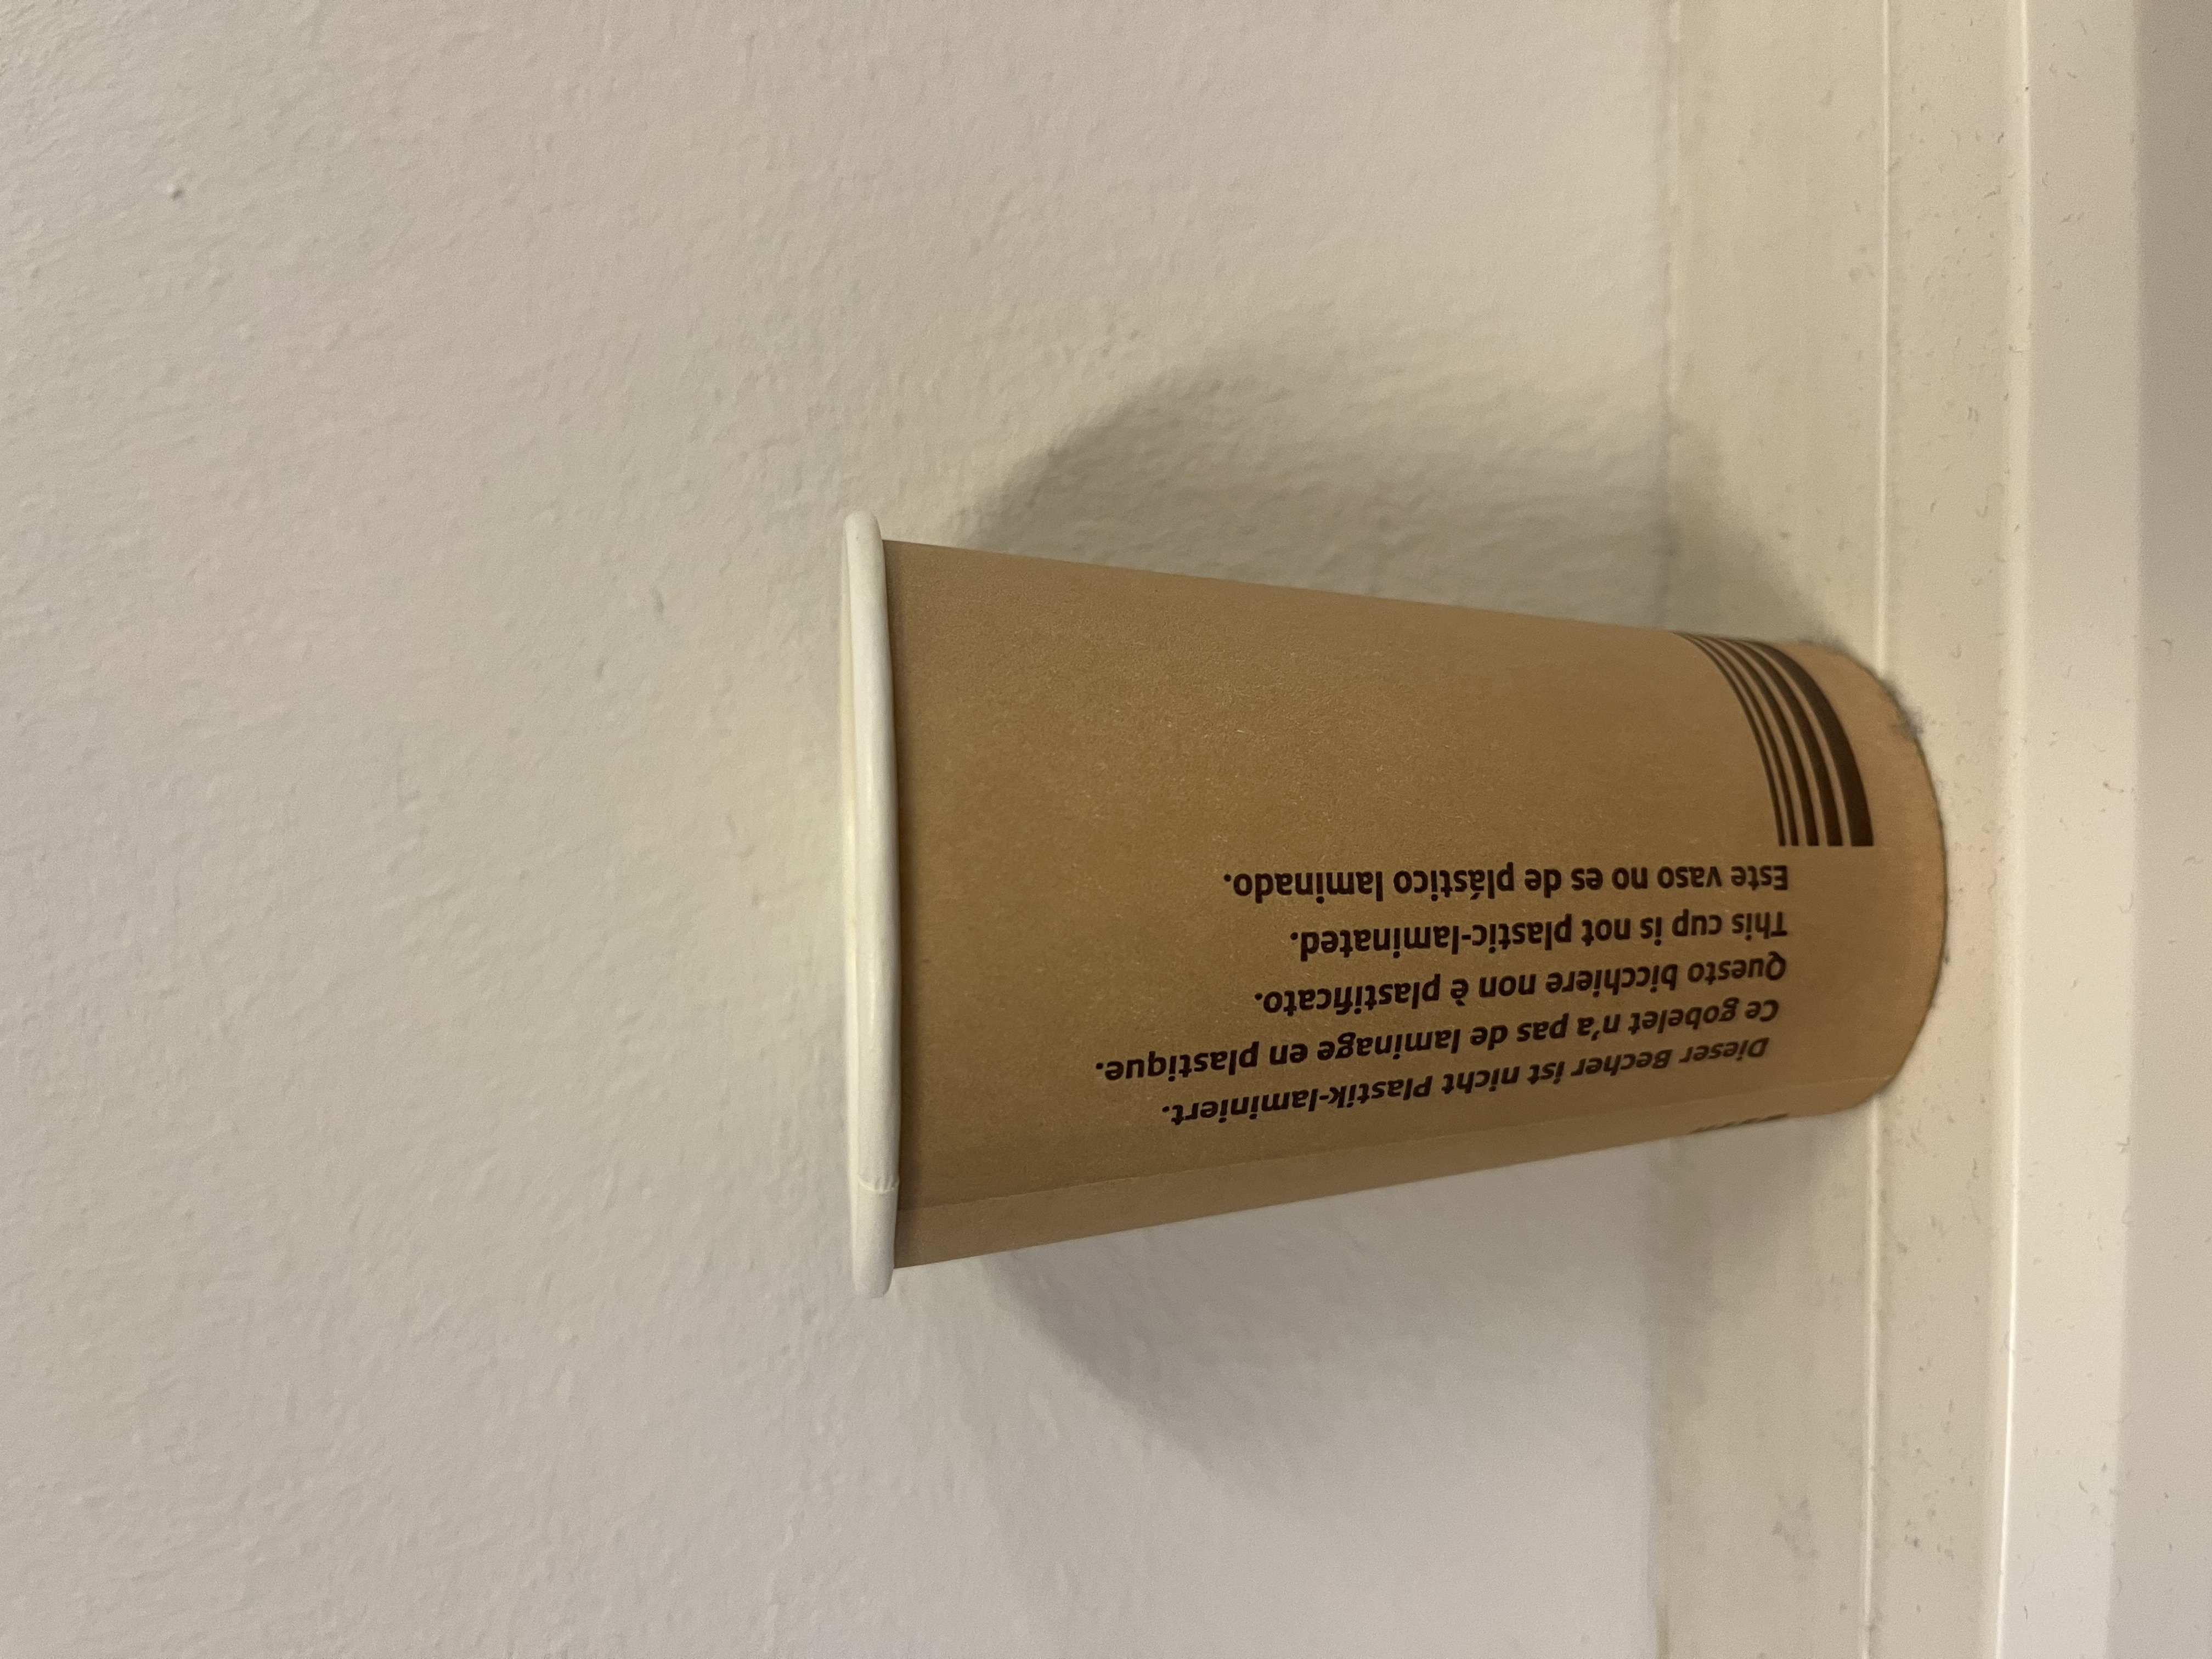 Dieser Becher ist nicht Plastik-laminiert.
Ce gobelet n'a pas de laminage en plastique.
Questo bicchiere non è plastificato.
This cup is not plastic-laminated.
Este vaso no es de plástico laminado.